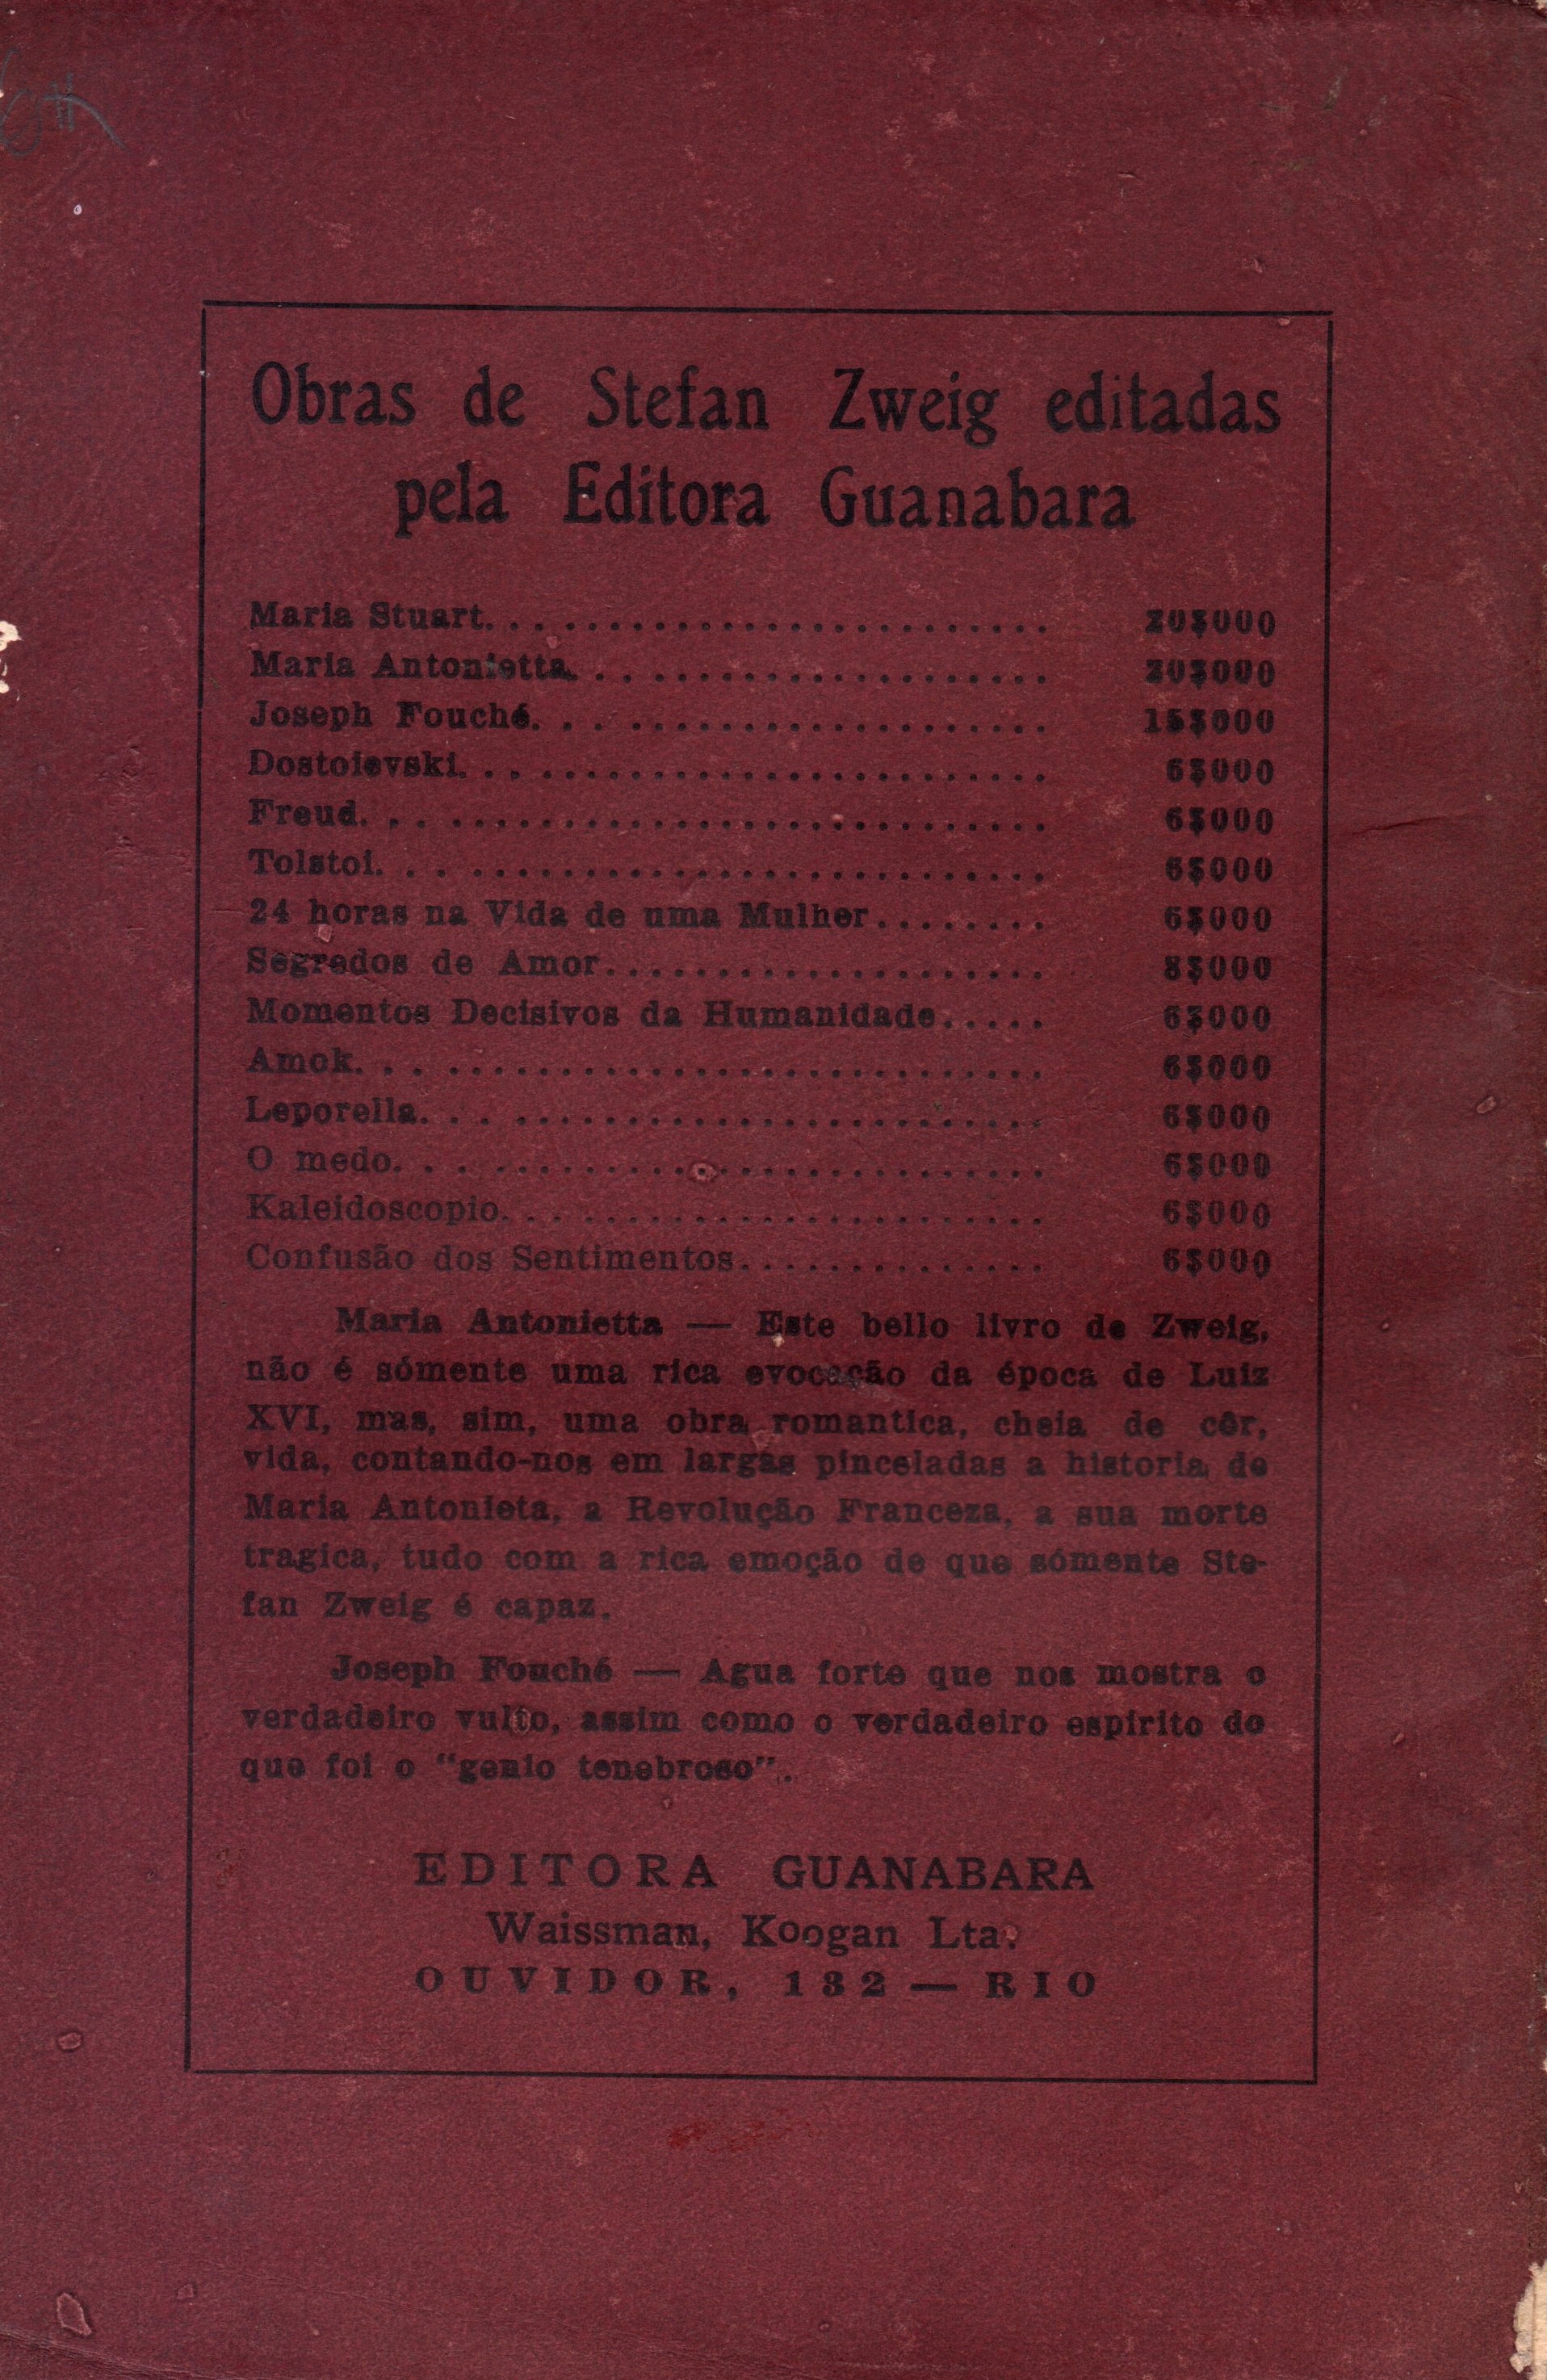 Obras de Stefan Zweig editadas
pela Editora Guanabara
Maria Stuart. . . ........................ 20$000
Maria Antonietta. . . .................... 20$000
Joseph Fouché. . . ..................... 15$000
Dostoievski. . . ......................... 6$000
Freud. . . ............................. 6$000
Tolstoi. . . ............................ 6$000
24 horas na Vida de uma Mulher........ 6$000
Segredos de Amor.................... 8$000
Momentos Decisivos da Humanidade..... 6$000
Amok. . . ............................. 6$000
Leporella. . . .......................... 6$000
O medo. . . ........................... 6$000
Kaleidoscopio. . . ....................... 6$000
Confusão dos Sentimentos.............. 6$000
Maria Antonietta — Este bello livro de Zweig,
não é sómente uma rica evocação da época de Luiz
XVI, mas, sim, uma obra romantica, cheia de côr,
vida, contando-nos em largas pinceladas a historia de
Maria Antonieta, a Revolução Franceza, a sua morte
tragica, tudo com a rica emoção de que sómente Ste-
fan Zweig é capaz.
Joseph Fouché — Agua forte que nos mostra o
verdadeiro vulto, assim como o verdadeiro espirito do
que foi o "genio tenebroso".
EDITORA GUANABARA
Waissman, Koogan Lta.
OUVIDOR, 132 — RIO